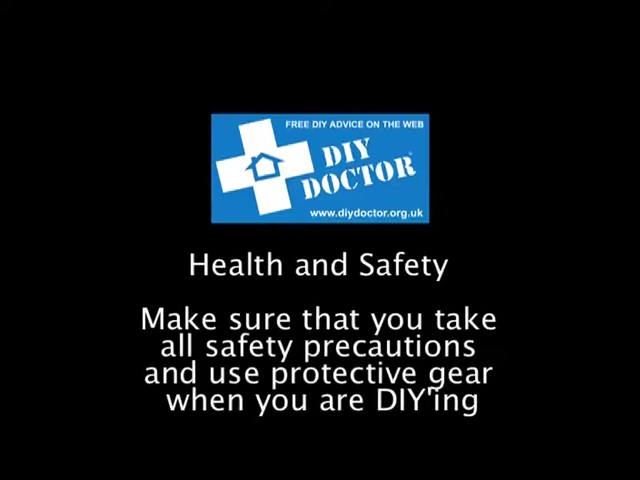 FREE DIY ADVICE ON THE WEB
DIY
DOCTOR
www.diydoctor.org.uk
Health and Safety
Make sure that you take
all safety precautions
and use protective gear
when you are DIY'ing